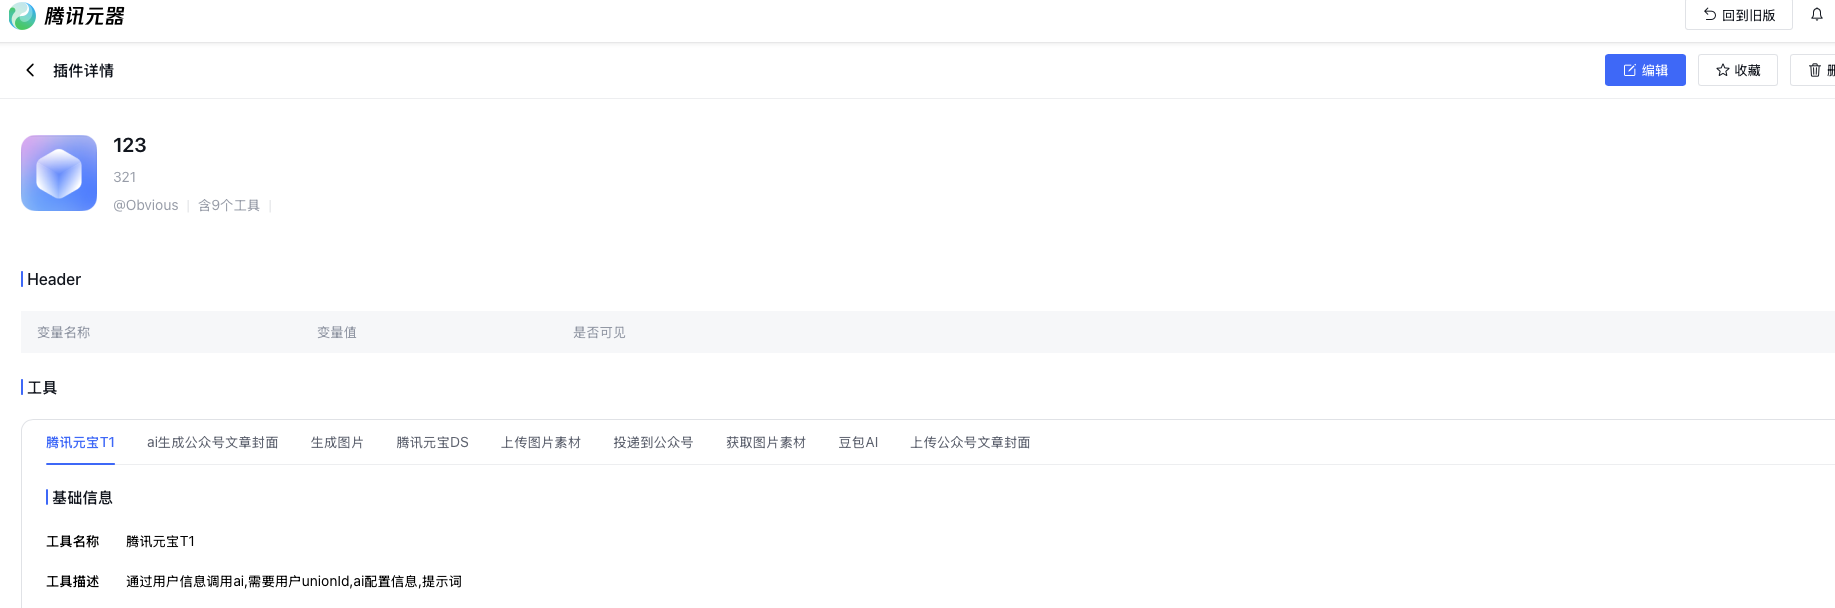 腾讯元器
回到旧版
插件详情
编辑
收藏
123
321
@Obvious | 含9个工具 |
Header
变量名称 变量值 是否可见
工具
腾讯元宝T1 ai生成公众号文章封面 生成图片 腾讯元宝DS 上传图片素材 投递到公众号 获取图片素材 豆包AI 上传公众号文章封面
基础信息
工具名称 腾讯元宝T1
工具描述 通过用户信息调用ai,需要用户unionId,ai配置信息,提示词